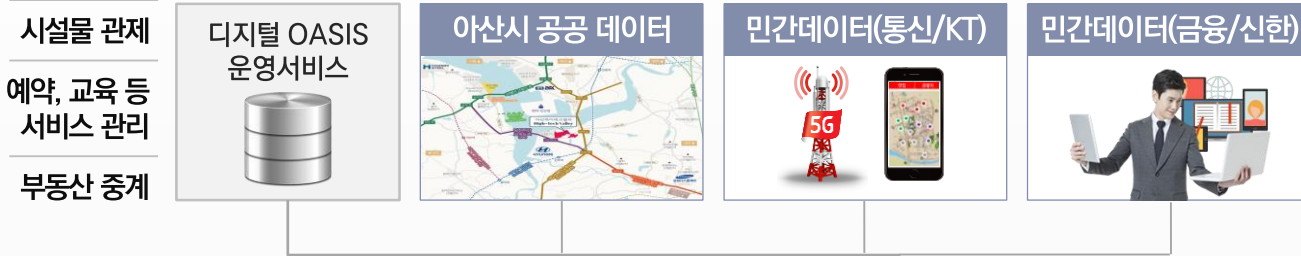 시설물 관제
예약, 교육 등
서비스 관리
부동산 중계
디지털 OASIS
운영서비스
아산시 공공 데이터
민간데이터(통신/KT)
5G
민간데이터(금융/신한)